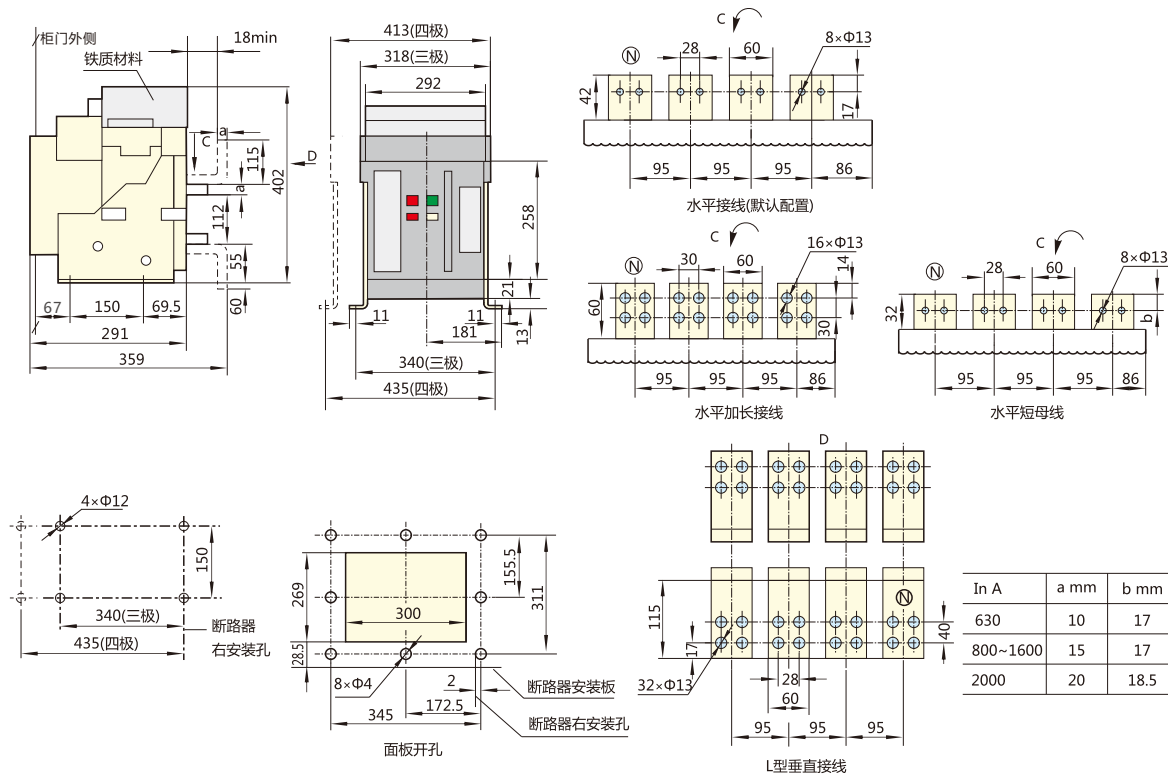 柜门外侧
18min
铁质材料
a
C
115
D
402
a
112
55
60
67
150
69.5
291
359
413(四极)
318(三极)
292
258
21
11
11
13
181
340(三极)
435(四极)
C
N
28
60
8×Φ13
42
17
95
95
95
86
水平接线(默认配置)
C
N
30
60
16×Φ13
14
60
30
95
95
95
86
水平加长接线
C
N
28
60
8×Φ13
32
b
95
95
95
86
水平短母线
4×Φ12
150
340(三极)
435(四极)
断路器
右安装孔
269
300
155.5
311
28.5
8×Φ4
2
172.5
345
断路器安装板
断路器右安装孔
面板开孔
D
N
115
17
40
32×Φ13
28
60
95
95
95
L型垂直接线
In A a mm b mm
630 10 17
800~1600 15 17
2000 20 18.5